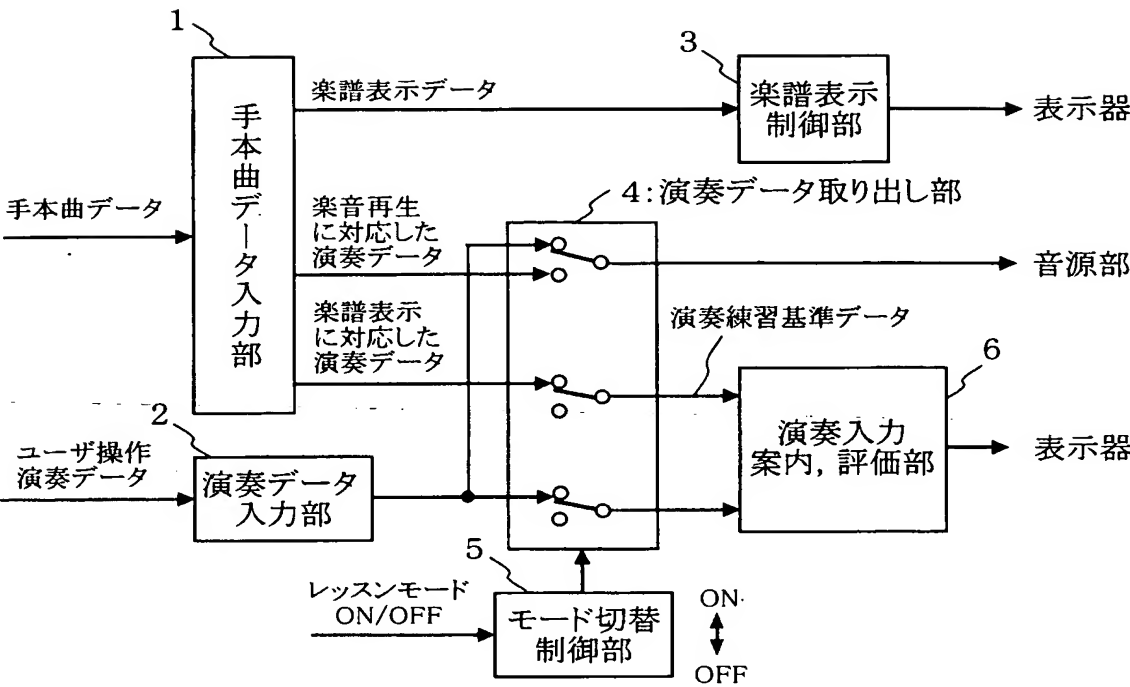 1
手本曲データ入力部
楽譜表示データ
3
楽譜表示
制御部
表示器
手本曲データ
楽音再生
に対応した
演奏データ
4:演奏データ取り出し部
音源部
楽譜表示
に対応した
演奏データ
演奏練習基準データ
6
演奏入力
案内,評価部
表示器
2
ユーザ操作
演奏データ
演奏データ
入力部
5
レッスンモード
ON/OFF
モード切替
制御部
ON
OFF